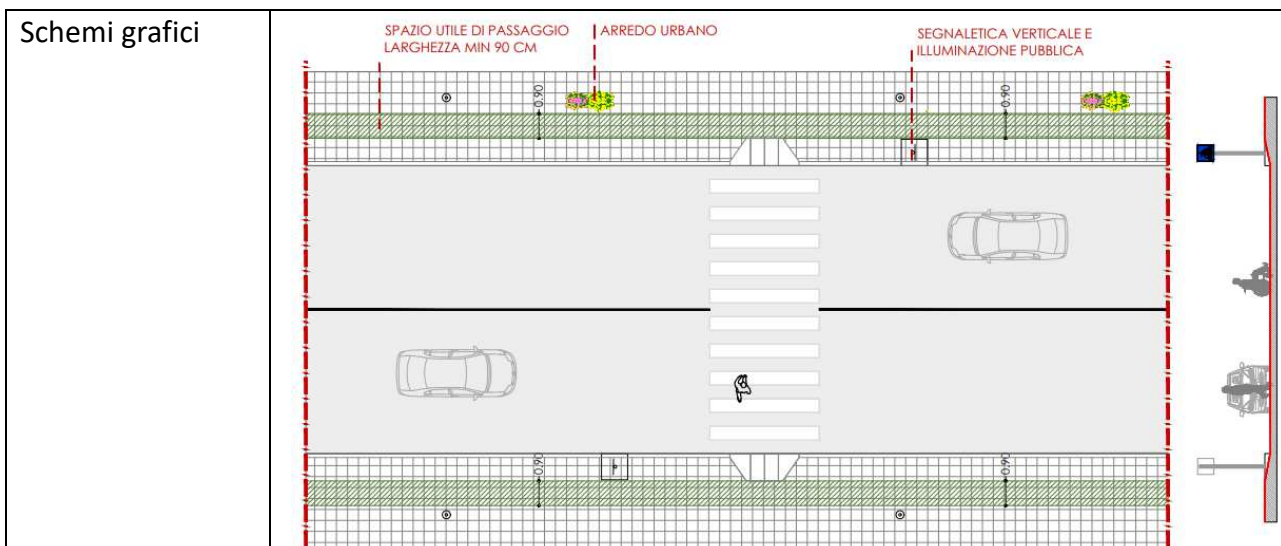 Schemi grafici
SPAZIO UTILE DI PASSAGGIO
LARGHEZZA MIN 90 CM
ARREDO URBANO
SEGNALETICA VERTICALE E
ILLUMINAZIONE PUBBLICA
0.90
0.90
0.90
0.90